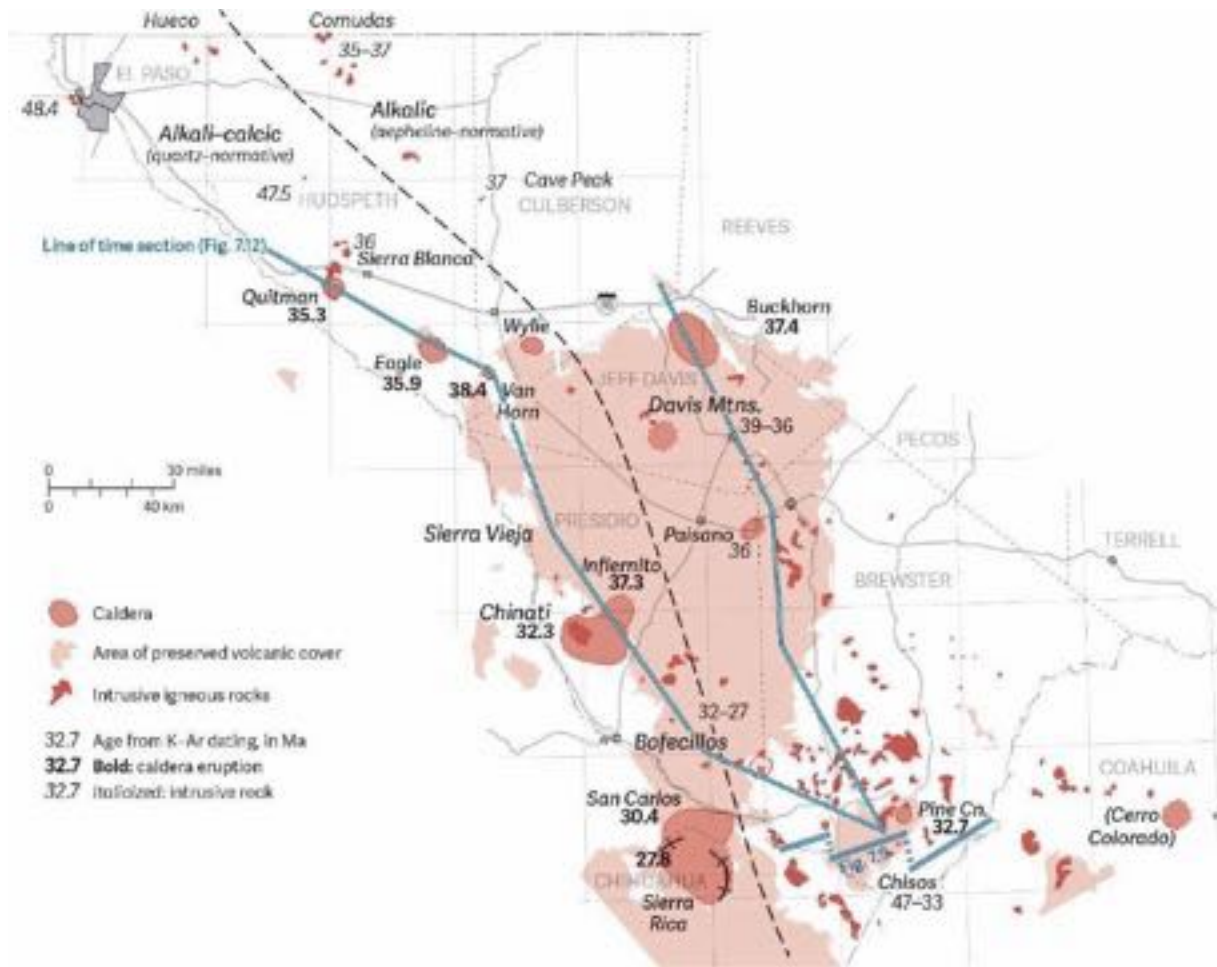 Hueco
Cornudas
35–37
EL PASO
48.4
Alkalic
(nepheline-normative)
Alkali-calcic
(quartz-normative)
47.5
HUDSPETH
37
Cave Peak
CULBERSON
REEVES
Line of time section (Fig. 7.12)
36
Sierra Blanca
Quitman
35.3
Buckhorn
37.4
Wylie
Eagle
35.9
38.4
Van
Horn
JEFF DAVIS
Davis Mtns.
39–36
PECOS
0
30 miles
0
40 km
Sierra Vieja
PRESIDIO
Paisano
36
TERRELL
BREWSTER
Infiernito
37.3
Chinati
32.3
Caldera
Area of preserved volcanic cover
Intrusive igneous rocks
32.7 Age from K–Ar dating, in Ma
32.7 Bold: caldera eruption
32.7 Italicized: intrusive rock
32–27
Bofecillos
San Carlos
30.4
COAHUILA
(Cerro
Colorado)
Pine Cn.
32.7
27.8
CHIHUAHUA
Sierra
Rica
Chisos
47–33